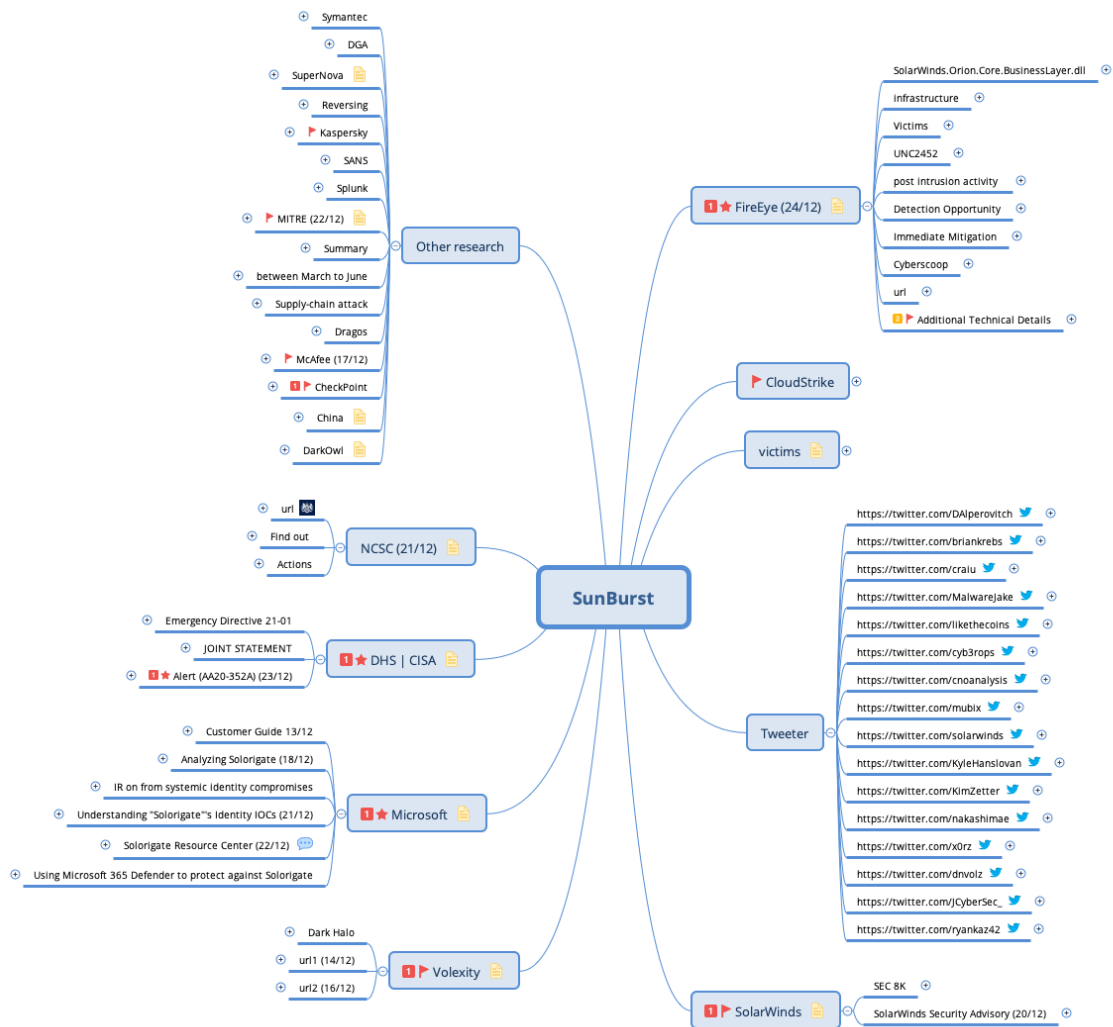 SunBurst
FireEye (24/12)
SolarWinds.Orion.Core.BusinessLayer.dll
infrastructure
Victims
UNC2452
post intrusion activity
Detection Opportunity
Immediate Mitigation
Cyberscoop
url
Additional Technical Details
CloudStrike
victims
Tweeter
https://twitter.com/DAlperovitch
https://twitter.com/briankrebs
https://twitter.com/craiu
https://twitter.com/MalwareJake
https://twitter.com/likethecoins
https://twitter.com/cyb3rops
https://twitter.com/cnoanalysis
https://twitter.com/mubix
https://twitter.com/solarwinds
https://twitter.com/KyleHanslovan
https://twitter.com/KimZetter
https://twitter.com/nakashimae
https://twitter.com/x0rz
https://twitter.com/dnvolz
https://twitter.com/JCyberSec_
https://twitter.com/ryankaz42
SolarWinds
SEC 8K
SolarWinds Security Advisory (20/12)
Other research
Symantec
DGA
SuperNova
Reversing
Kaspersky
SANS
Splunk
MITRE (22/12)
Summary
between March to June
Supply-chain attack
Dragos
McAfee (17/12)
CheckPoint
China
DarkOwl
NCSC (21/12)
url
Find out
Actions
DHS | CISA
Emergency Directive 21-01
JOINT STATEMENT
Alert (AA20-352A) (23/12)
Microsoft
Customer Guide 13/12
Analyzing Solorigate (18/12)
IR on from systemic identity compromises
Understanding "Solorigate"'s Identity IOCs (21/12)
Solorigate Resource Center (22/12)
Using Microsoft 365 Defender to protect against Solorigate
Volexity
Dark Halo
url1 (14/12)
url2 (16/12)